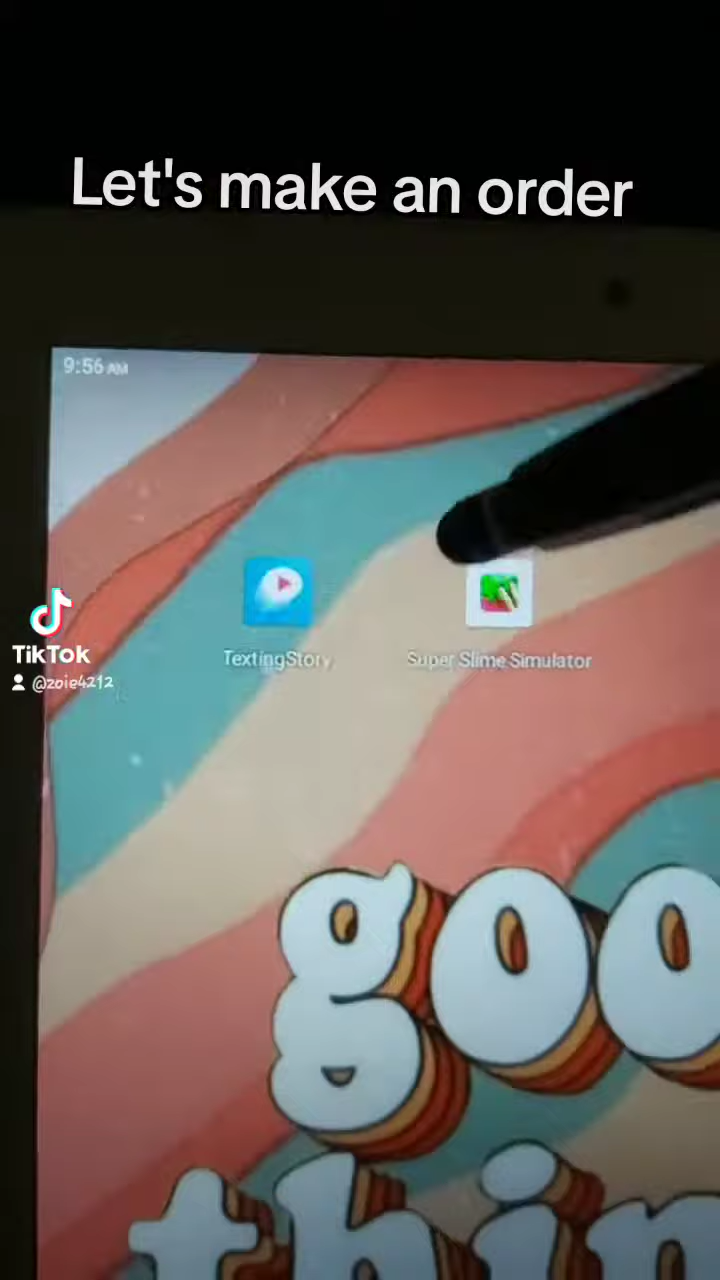 Let's make an order
9:56 AM
TextingStory
Super Slime Simulator
TikTok
@zoie4212
goo
thin